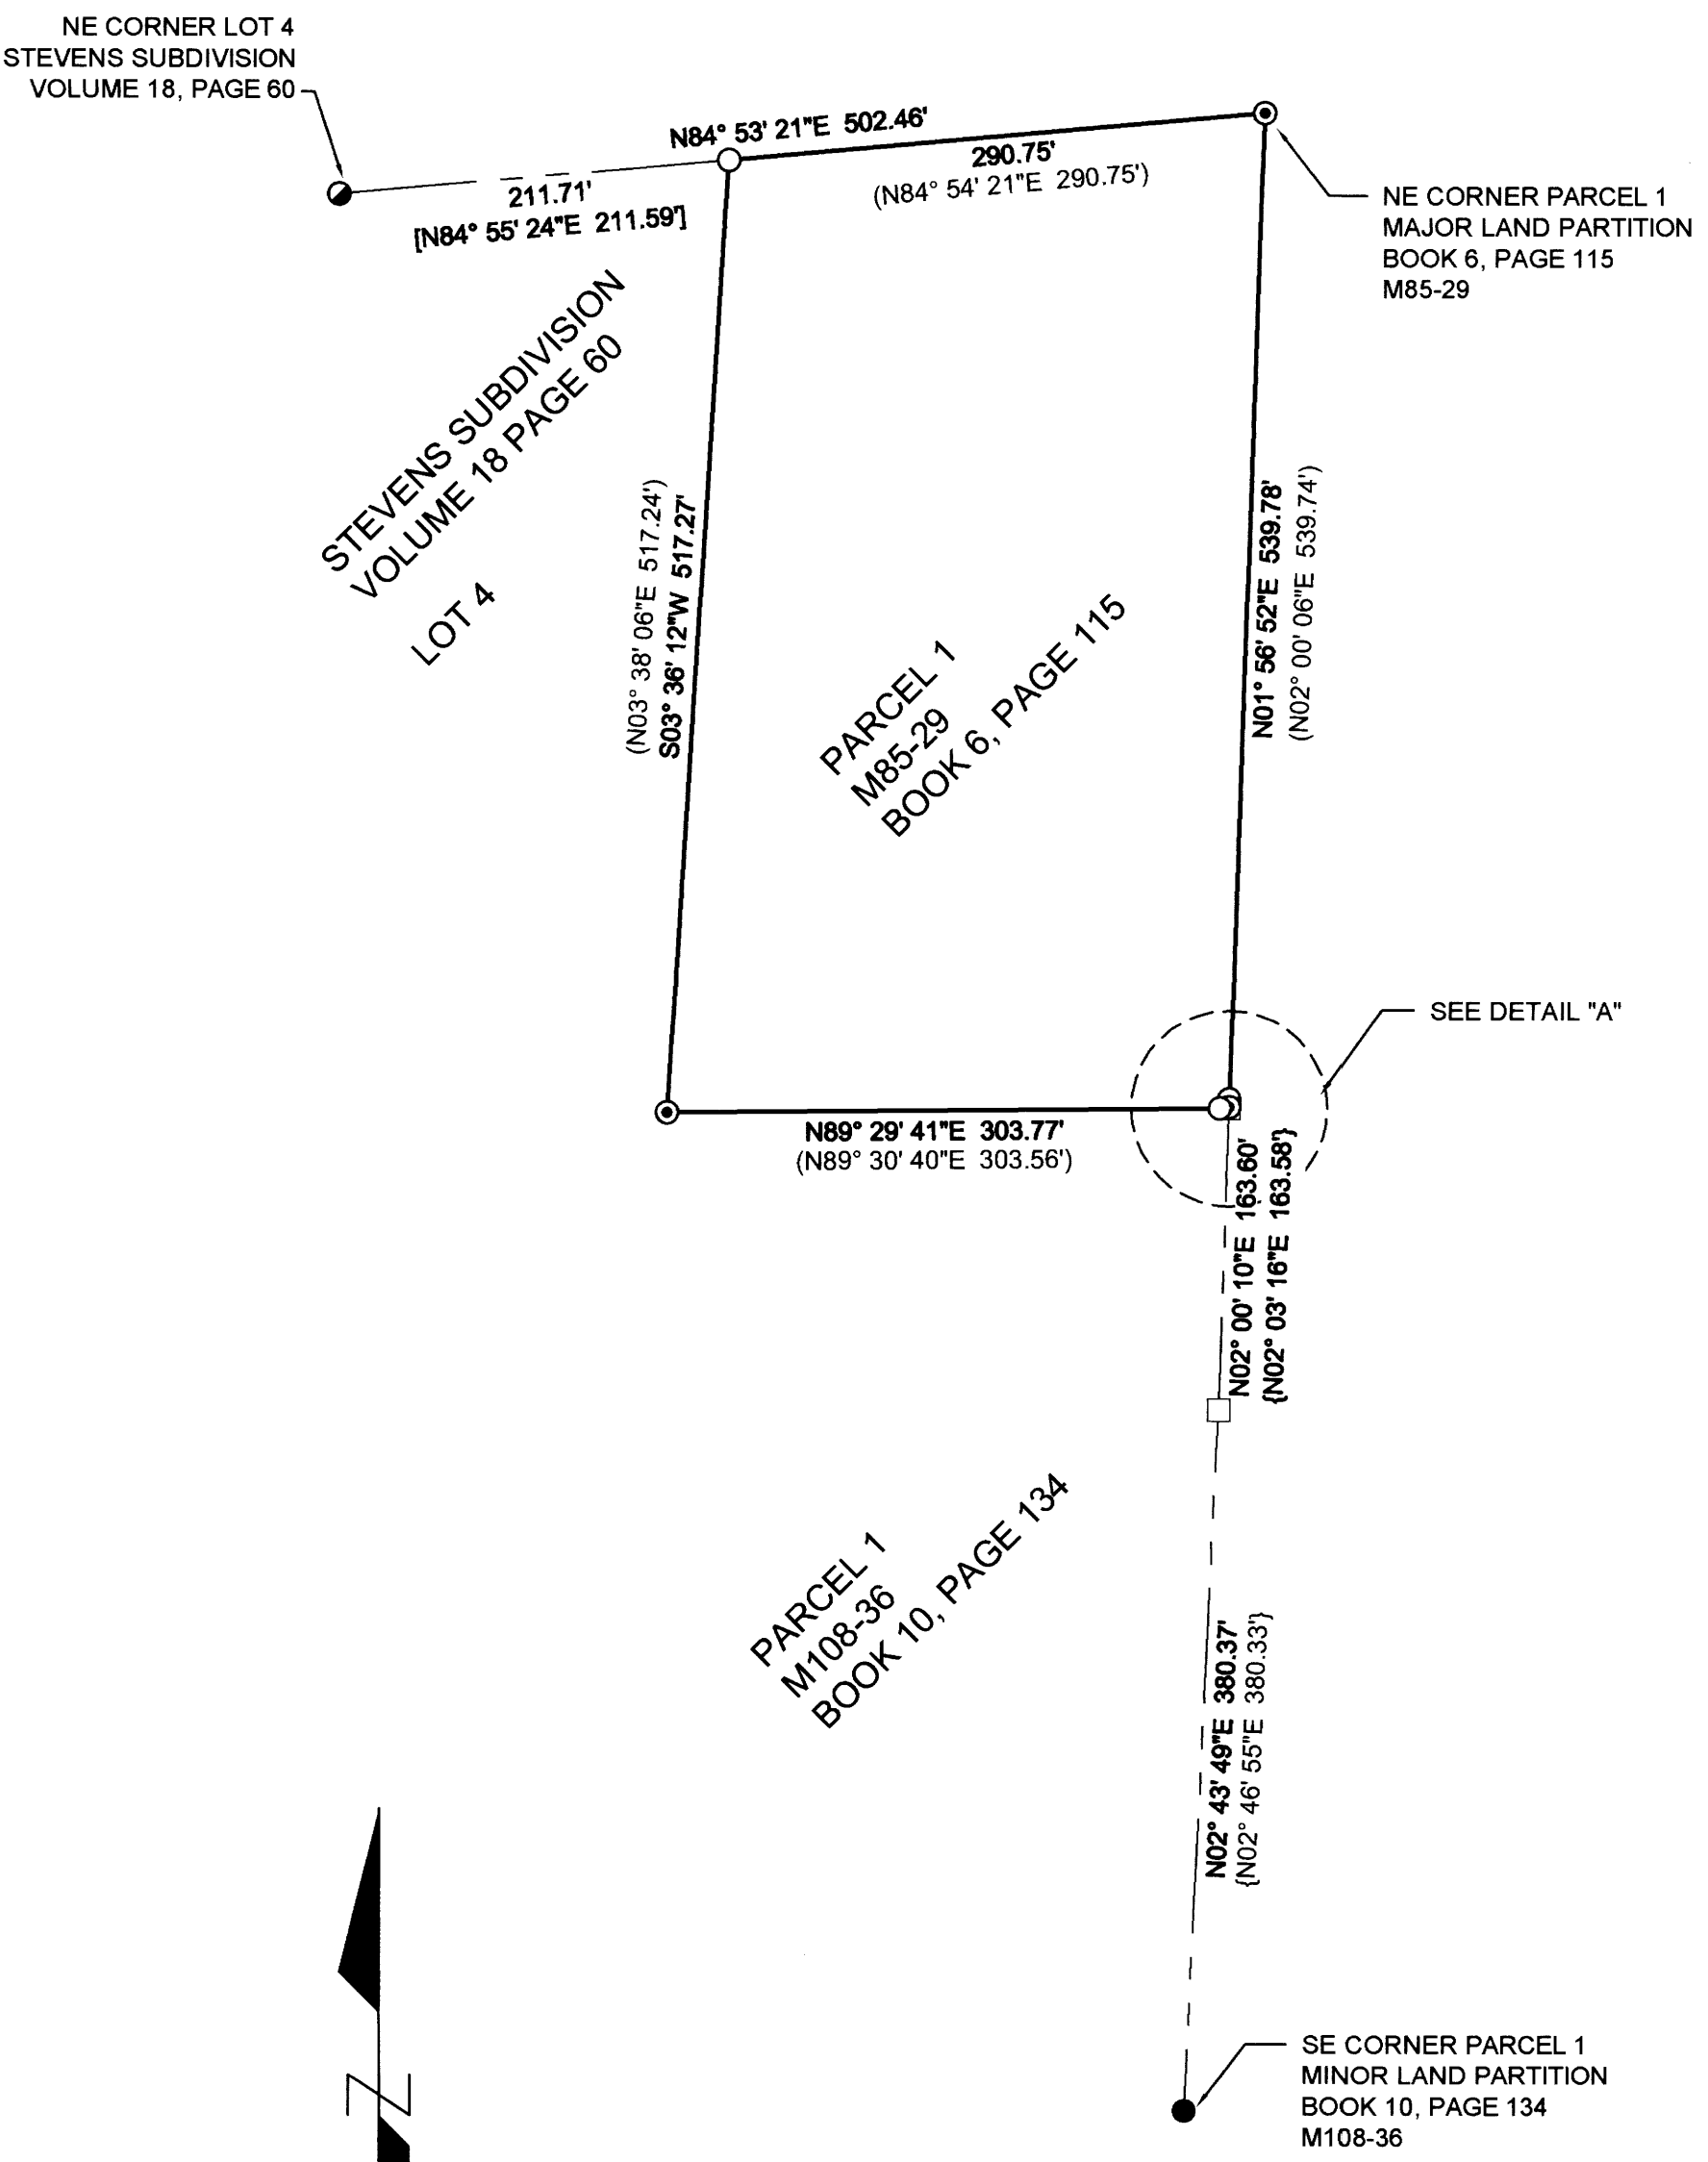 NE CORNER LOT 4
STEVENS SUBDIVISION
VOLUME 18, PAGE 60
N84° 53' 21"E 502.46'
290.75'
(N84° 54' 21"E 290.75')
211.71'
[N84° 55' 24"E 211.59']
NE CORNER PARCEL 1
MAJOR LAND PARTITION
BOOK 6, PAGE 115
M85-29
STEVENS SUBDIVISION
VOLUME 18 PAGE 60
LOT 4
(N03° 38' 06"E 517.24')
S03° 36' 12"W 517.27'
PARCEL 1
M85-29
BOOK 6, PAGE 115
N01° 56' 52"E 539.78'
(N02° 00' 06"E 539.74')
SEE DETAIL "A"
N89° 29' 41"E 303.77'
(N89° 30' 40"E 303.56')
N02° 00' 10"E 163.60'
{N02° 03' 16"E 163.58'}
PARCEL 1
M108-36
BOOK 10, PAGE 134
N02° 43' 49"E 380.37'
{N02° 46' 55"E 380.33'}
SE CORNER PARCEL 1
MINOR LAND PARTITION
BOOK 10, PAGE 134
M108-36
N